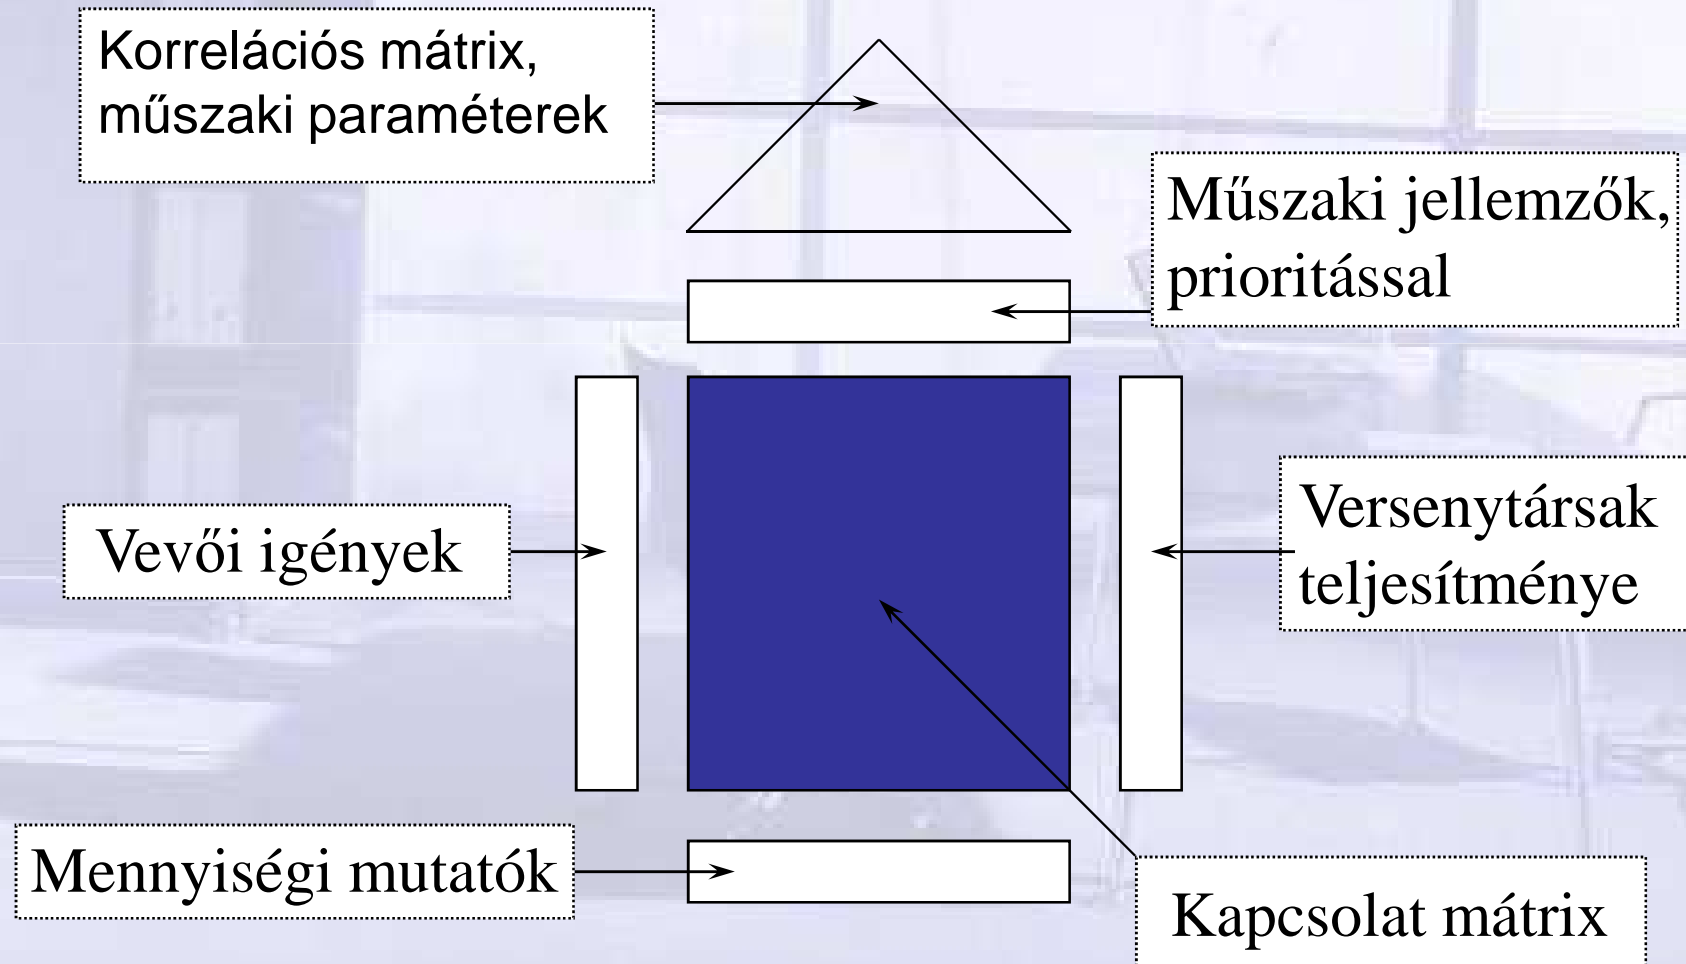 Korrelációs mátrix,
műszaki paraméterek
Műszaki jellemzők,
prioritással
Vevői igények
Versenytársak
teljesítménye
Mennyiségi mutatók
Kapcsolat mátrix